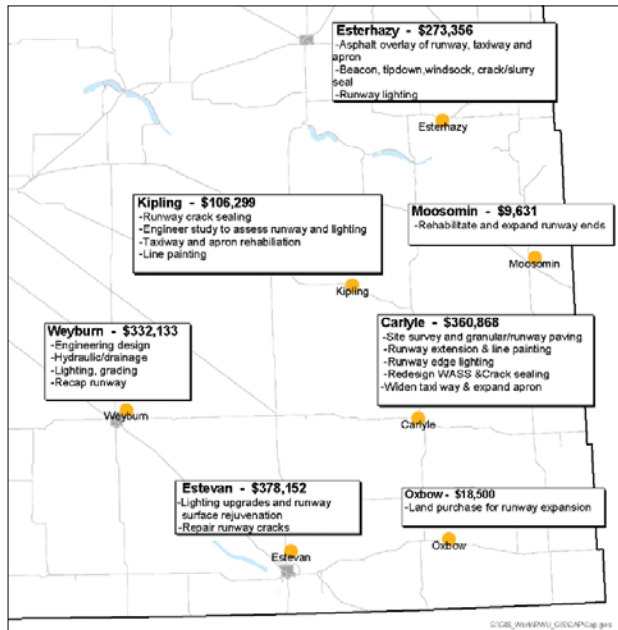 Esterhazy - $273,356
-Asphalt overlay of runway, taxiway and
apron
-Beacon, tipdown,windsock, crack/slurry
seal
-Runway lighting
Esterhazy
Kipling - $106,299
-Runway crack sealing
-Engineer study to assess runway and lighting
-Taxiway and apron rehabiliation
-Line painting
Kipling
Moosomin - $9,631
-Rehabilitate and expand runway ends
Moosomin
Weyburn - $332,133
-Engineering design
-Hydraulic/drainage
-Lighting, grading
-Recap runway
Weyburn
Carlyle - $360,868
-Site survey and granular/runway paving
-Runway extension & line painting
-Runway edge lighting
-Redesign WASS &Crack sealing
-Widen taxi way & expand apron
Carlyle
Estevan - $378,152
-Lighting upgrades and runway
surface rejuvenation
-Repair runway cracks
Estevan
Oxbow - $18,500
-Land purchase for runway expansion
Oxbow